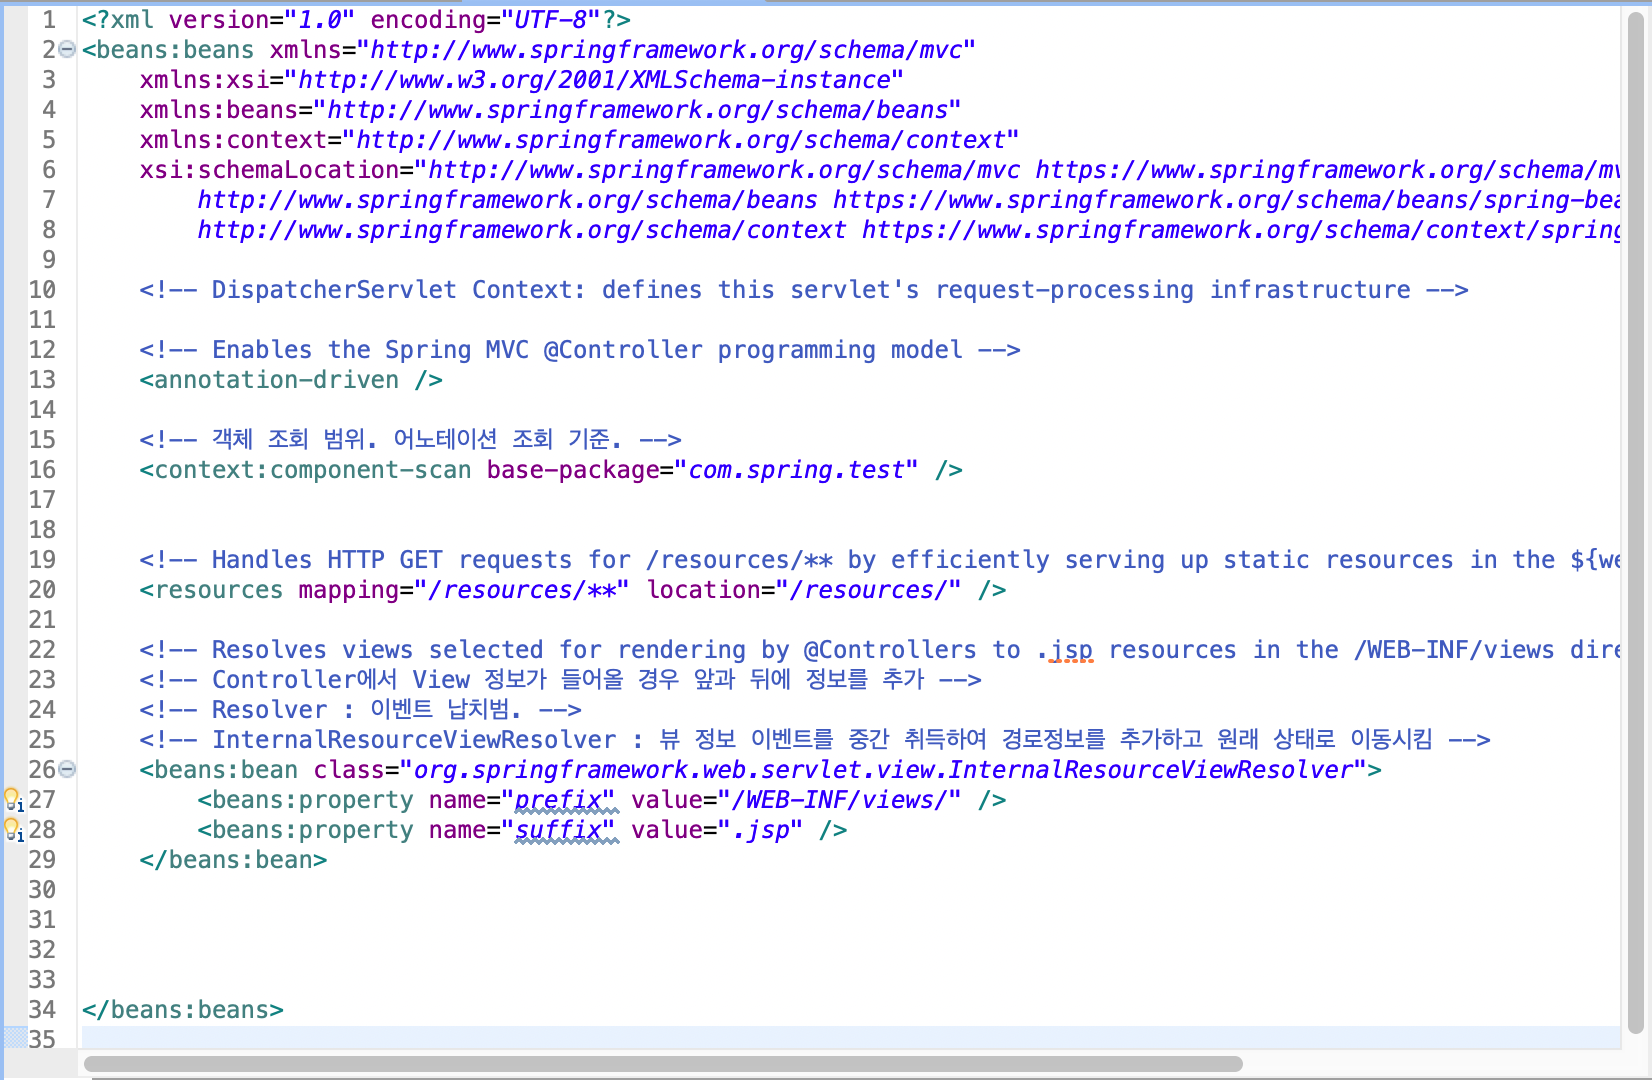 1 <?xml version="1.0" encoding="UTF-8"?>
2 <beans:beans xmlns="http://www.springframework.org/schema/mvc"
3 xmlns:xsi="http://www.w3.org/2001/XMLSchema-instance"
4 xmlns:beans="http://www.springframework.org/schema/beans"
5 xmlns:context="http://www.springframework.org/schema/context"
6 xsi:schemaLocation="http://www.springframework.org/schema/mvc https://www.springframework.org/schema/mv
7 http://www.springframework.org/schema/beans https://www.springframework.org/schema/beans/spring-bea
8 http://www.springframework.org/schema/context https://www.springframework.org/schema/context/spring
9
10 <!-- DispatcherServlet Context: defines this servlet's request-processing infrastructure -->
11
12 <!-- Enables the Spring MVC @Controller programming model -->
13 <annotation-driven />
14
15 <!-- 객체 조회 범위. 어노테이션 조회 기준. -->
16 <context:component-scan base-package="com.spring.test" />
17
18
19 <!-- Handles HTTP GET requests for /resources/** by efficiently serving up static resources in the ${we
20 <resources mapping="/resources/**" location="/resources/" />
21
22 <!-- Resolves views selected for rendering by @Controllers to .jsp resources in the /WEB-INF/views dire
23 <!-- Controller에서 View 정보가 들어올 경우 앞과 뒤에 정보를 추가 -->
24 <!-- Resolver : 이벤트 납치범. -->
25 <!-- InternalResourceViewResolver : 뷰 정보 이벤트를 중간 취득하여 경로정보를 추가하고 원래 상태로 이동시킴 -->
26 <beans:bean class="org.springframework.web.servlet.view.InternalResourceViewResolver">
27 <beans:property name="prefix" value="/WEB-INF/views/" />
28 <beans:property name="suffix" value=".jsp" />
29 </beans:bean>
30
31
32
33
34 </beans:beans>
35